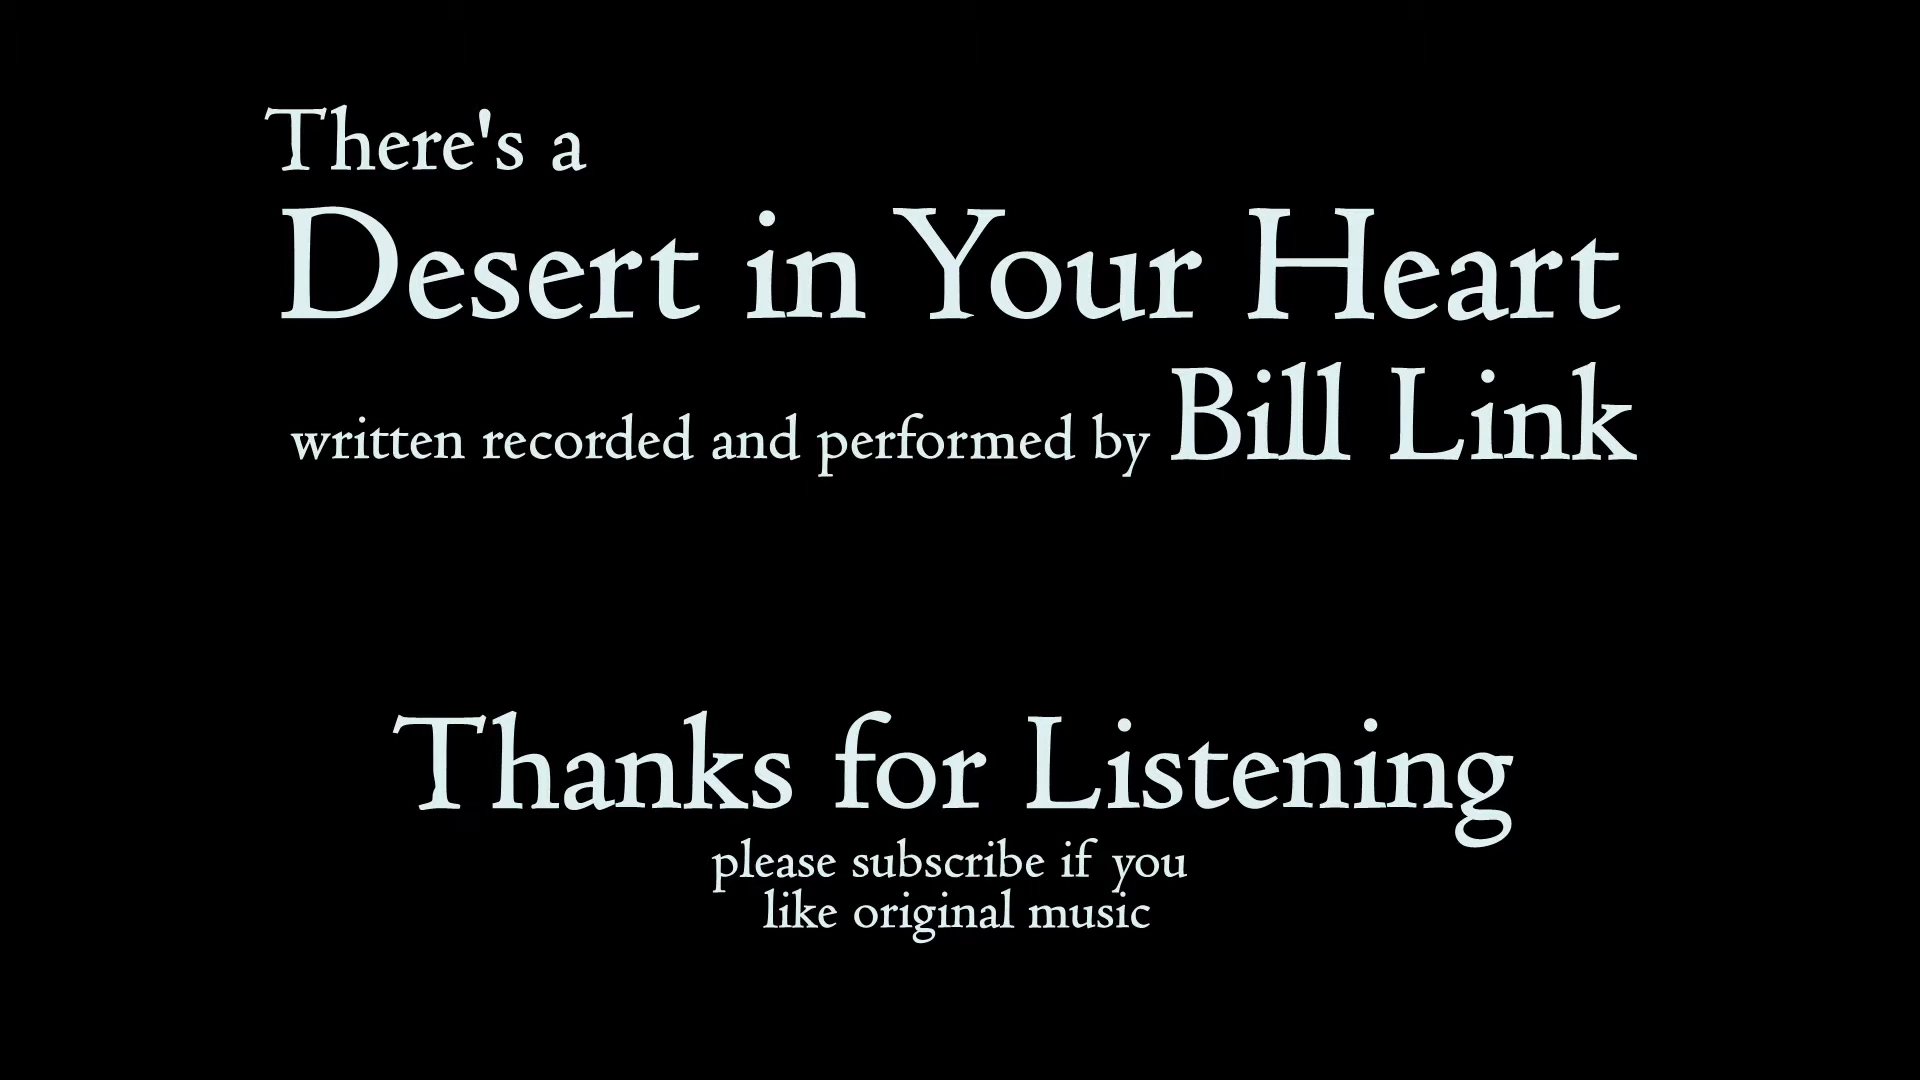 There's a
Desert in Your Heart
written recorded and performed by Bill Link
Thanks for Listening
please subscribe if you
like original music